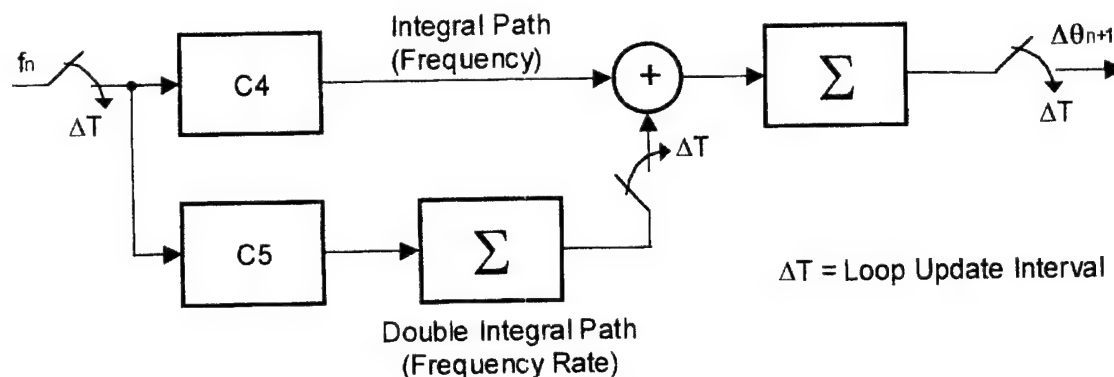 Integral Path
(Frequency)
fn
ΔT
C4
+
Σ
Δθn+1
ΔT
ΔT
C5
Σ
ΔT = Loop Update Interval
Double Integral Path
(Frequency Rate)